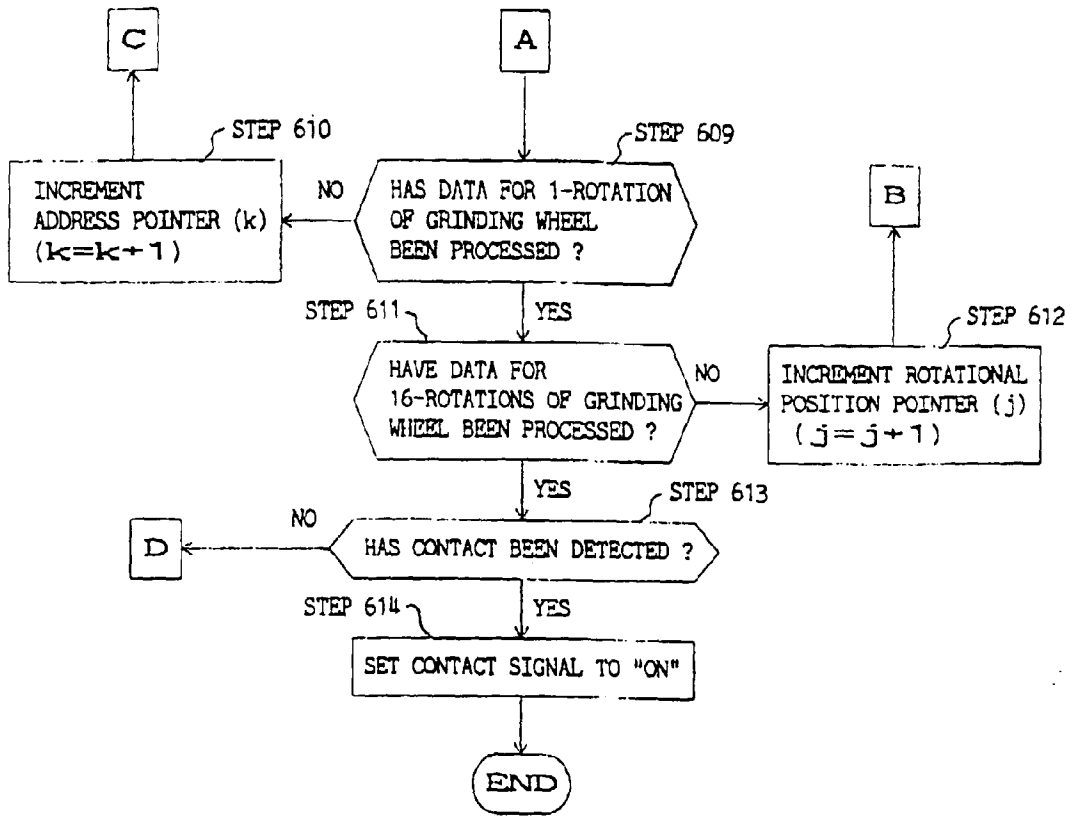 C
A
STEP 610
STEP 609
INCREMENT
ADDRESS POINTER (k)
(k=k+1)
NO
HAS DATA FOR 1-ROTATION
OF GRINDING WHEEL
BEEN PROCESSED ?
B
YES
STEP 611
STEP 612
HAVE DATA FOR
16-ROTATIONS OF GRINDING
WHEEL BEEN PROCESSED ?
NO
INCREMENT ROTATIONAL
POSITION POINTER (j)
(j=j+1)
YES
STEP 613
NO
D
HAS CONTACT BEEN DETECTED ?
YES
STEP 614
SET CONTACT SIGNAL TO "ON"
END